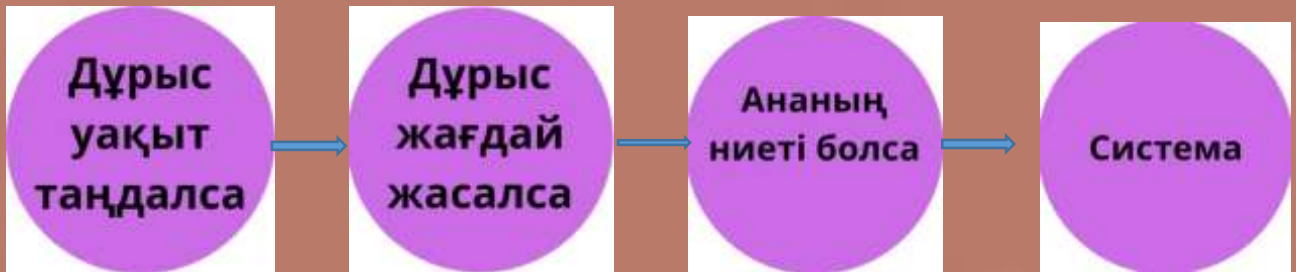 Дұрыс
уақыт
таңдалса
Дұрыс
жағдай
жасалса
Ананың
ниеті болса
Система